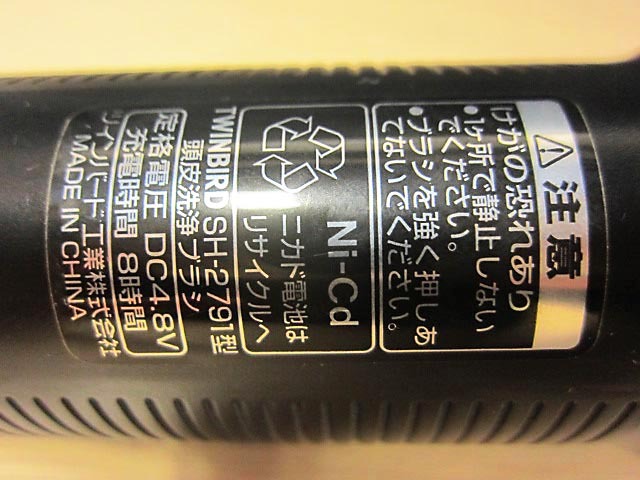 ⚠注意
けがの恐れあり
•1ヶ所で静止しない
でください。
•ブラシを強く押しあ
てないでください。
Ni-Cd
ニカド電池は
リサイクルへ
TWINBIRD SH-2791型
頭皮洗浄ブラシ
定格電圧 DC4.8V
充電時間 8時間
ツインバード工業株式会社
MADE IN CHINA